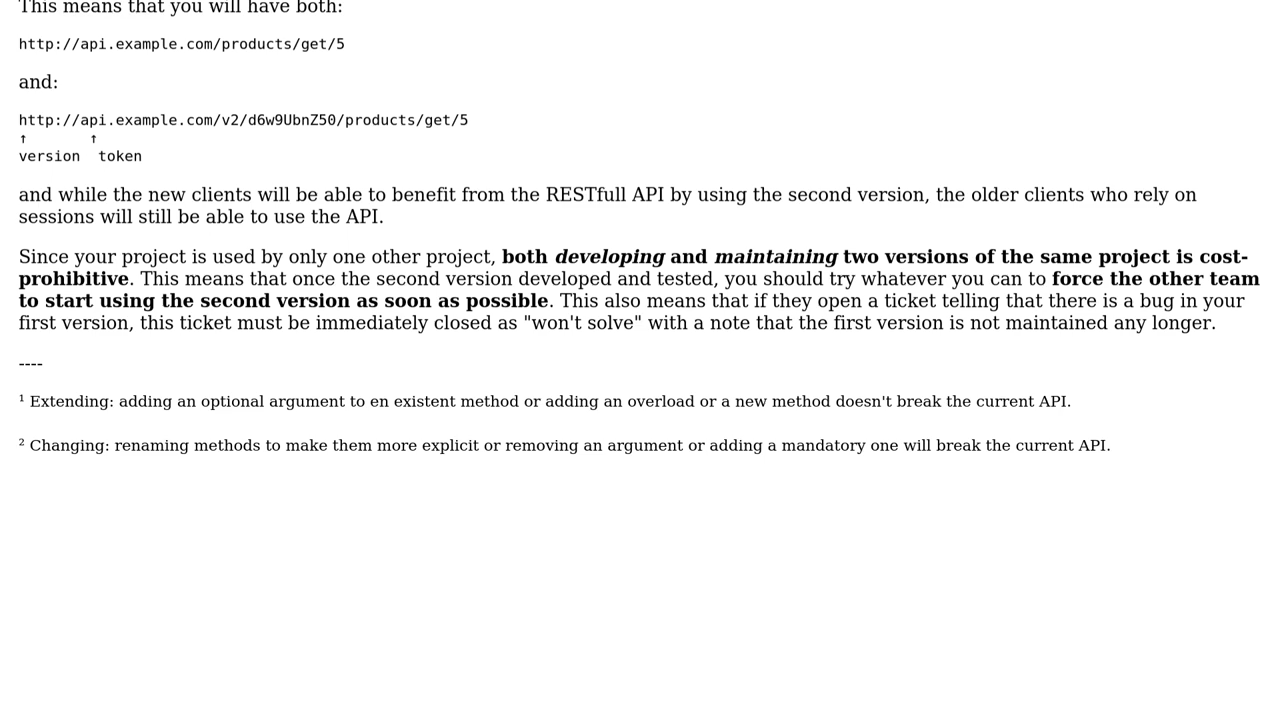 This means that you will have both:
http://api.example.com/products/get/5
and:
http://api.example.com/v2/d6w9UbnZ50/products/get/5
↑        ↑
version  token
and while the new clients will be able to benefit from the RESTfull API by using the second version, the older clients who rely on
sessions will still be able to use the API.
Since your project is used by only one other project, both developing and maintaining two versions of the same project is cost-
prohibitive. This means that once the second version developed and tested, you should try whatever you can to force the other team
to start using the second version as soon as possible. This also means that if they open a ticket telling that there is a bug in your
first version, this ticket must be immediately closed as "won't solve" with a note that the first version is not maintained any longer.
----
¹ Extending: adding an optional argument to en existent method or adding an overload or a new method doesn't break the current API.
² Changing: renaming methods to make them more explicit or removing an argument or adding a mandatory one will break the current API.